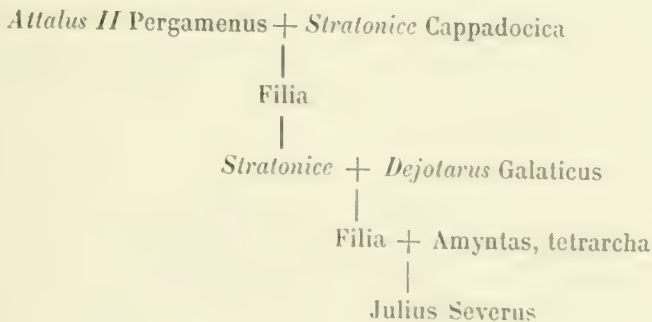 Attalus II Pergamenus + Stratonice Cappadocica
Filia
Stratonice + Dejotarus Galaticus
Filia + Amyntas, tetrarcha
Julius Severus